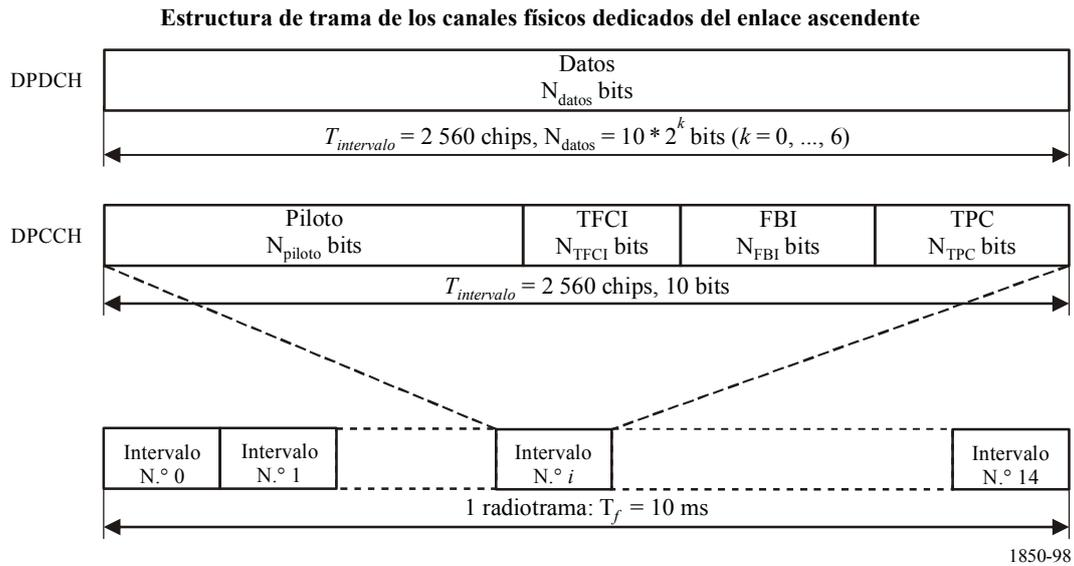 Estructura de trama de los canales físicos dedicados del enlace ascendente
DPDCH
Datos
N_datos bits
T_intervalo = 2 560 chips, N_datos = 10 * 2^k bits (k = 0, ..., 6)
DPCCH
Piloto
N_piloto bits
TFCI
N_TFCI bits
FBI
N_FBI bits
TPC
N_TPC bits
T_intervalo = 2 560 chips, 10 bits
Intervalo
N.° 0
Intervalo
N.° 1
Intervalo
N.° i
Intervalo
N.° 14
1 radiotrama: T_f = 10 ms
1850-98